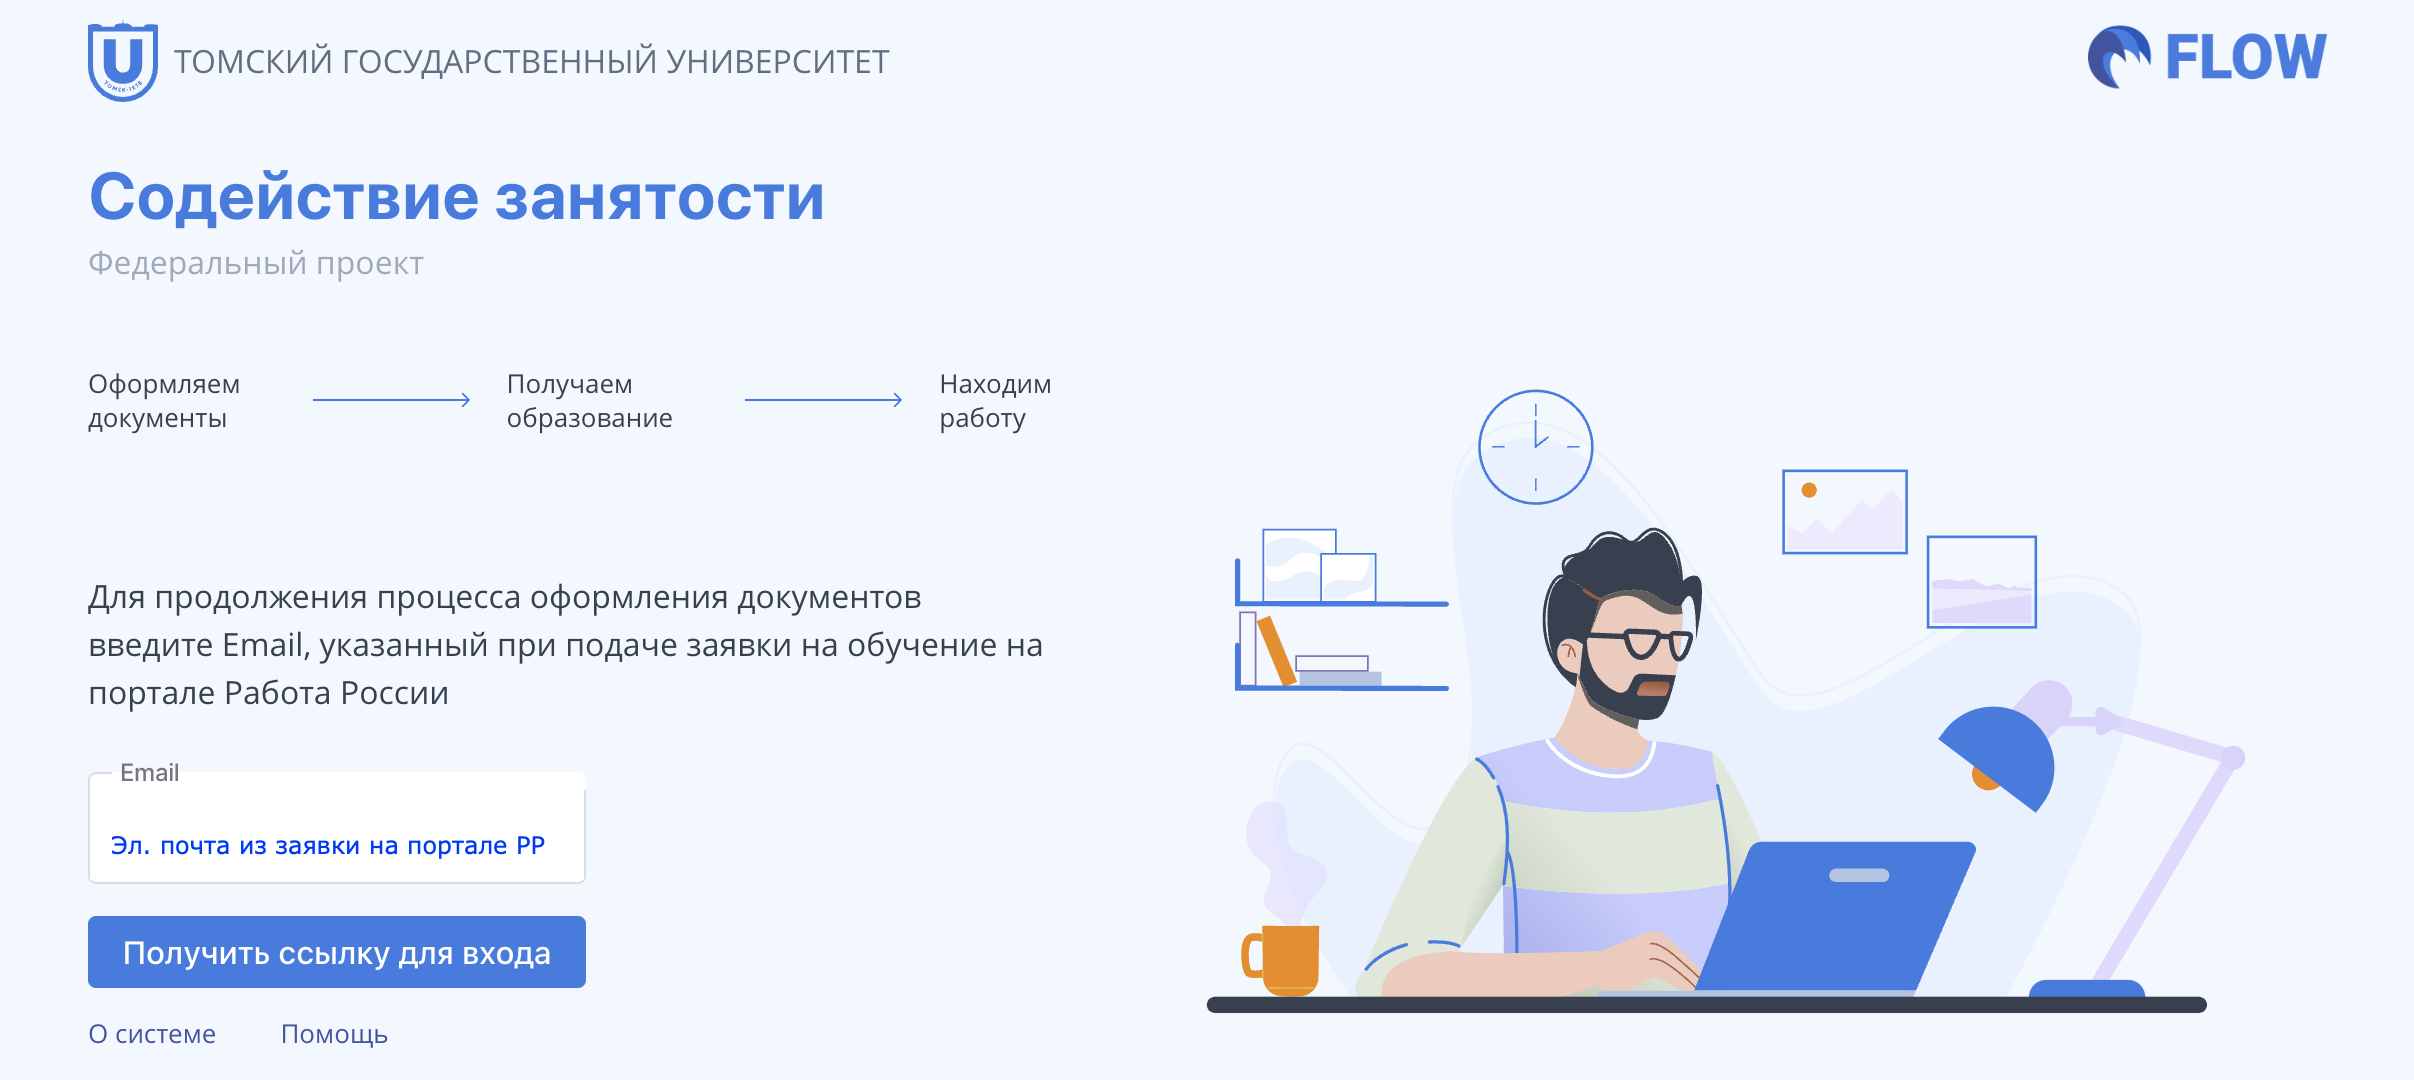 ТОМСКИЙ ГОСУДАРСТВЕННЫЙ УНИВЕРСИТЕТ
U
TOMSK-1878
FLOW
Содействие занятости
Федеральный проект
Оформляем
документы
Получаем
образование
Находим
работу
Для продолжения процесса оформления документов
введите Email, указанный при подаче заявки на обучение на
портале Работа России
Email
Эл. почта из заявки на портале РР
Получить ссылку для входа
О системе Помощь